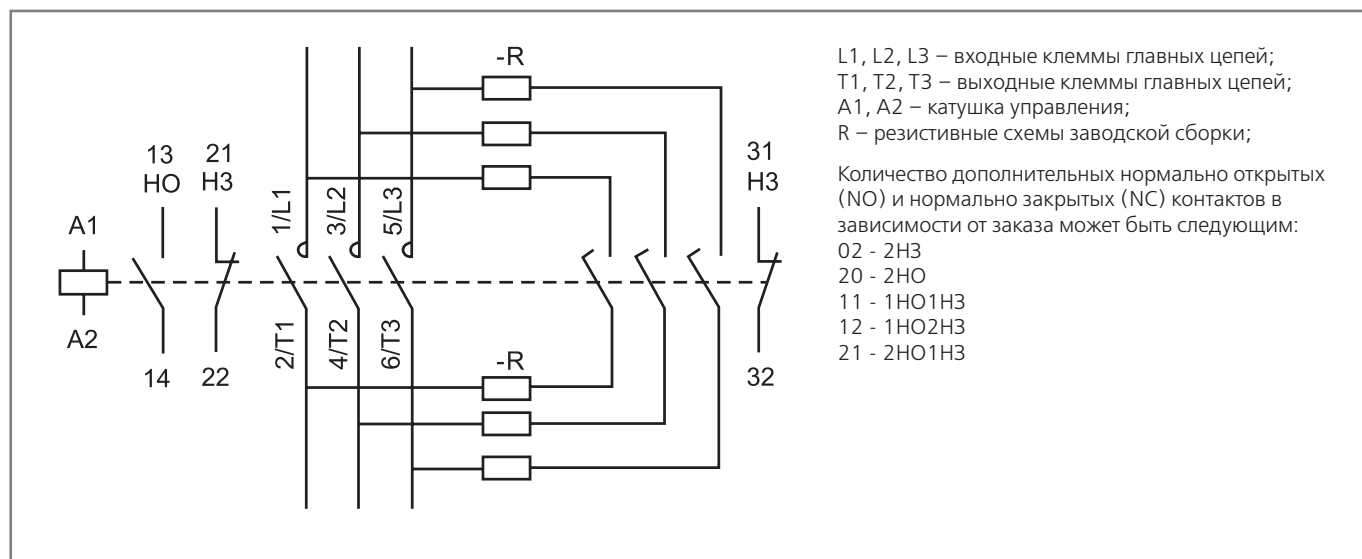 -R
L1, L2, L3 – входные клеммы главных цепей;
T1, T2, T3 – выходные клеммы главных цепей;
A1, A2 – катушка управления;
R – резистивные схемы заводской сборки;
Количество дополнительных нормально открытых
(NO) и нормально закрытых (NC) контактов в
зависимости от заказа может быть следующим:
02 - 2НЗ
20 - 2НО
11 - 1НО1НЗ
12 - 1НО2НЗ
21 - 2НО1НЗ
13
НО
21
НЗ
31
НЗ
1/L1
3/L2
5/L3
A1
A2
2/T1
4/T2
6/T3
-R
14
22
32